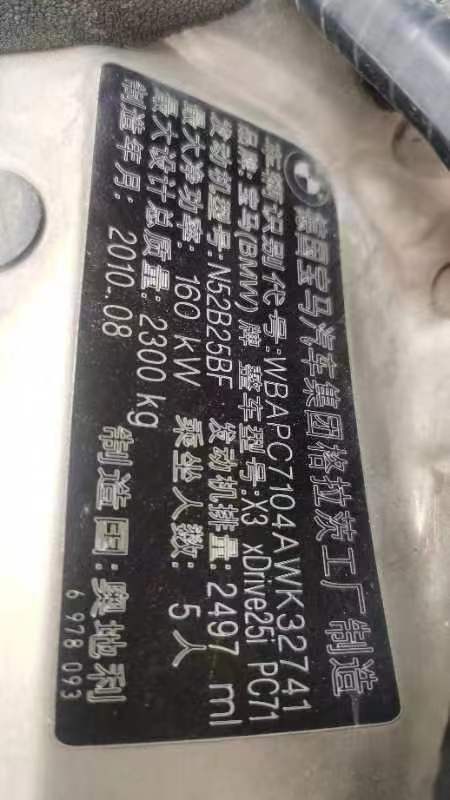 德国宝马汽车集团格拉茨工厂制造
车辆识别代号:WBAPC7104AWK32741
品牌:宝马(BMW)牌 整车型号:X3 xDrive25i PC71
发动机型号:N52B25BF 发动机排量:2497 ml
最大净功率:160 kW 乘坐人数:5人
最大设计总质量:2300 kg
制造年月:2010.08 制造国:奥地利
6 978 093